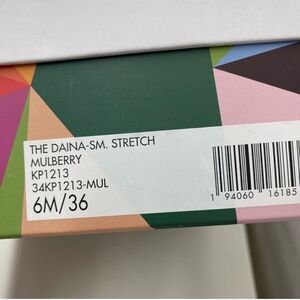 THE DAINA-SM. STRETCH
MULBERRY
KP1213
34KP1213-MUL
6M/36
1 94060 16185